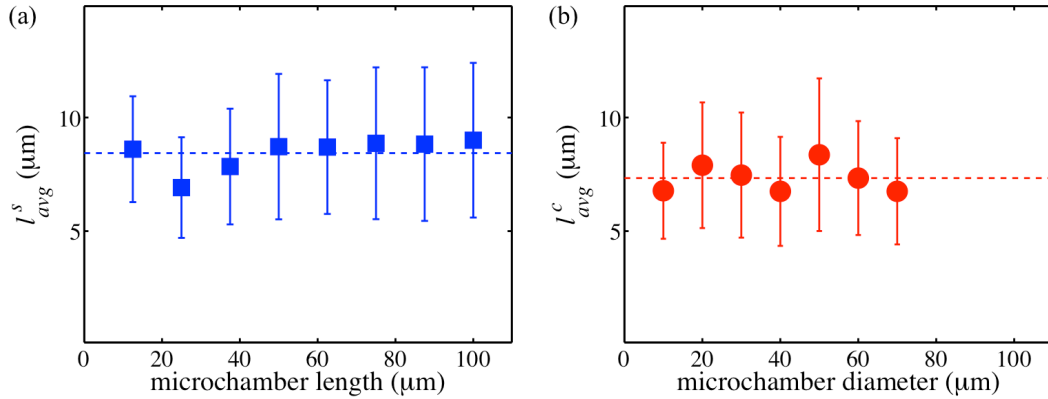 (a)
l^s_avg (μm)
10
5
0 20 40 60 80 100
microchamber length (μm)
(b)
l^c_avg (μm)
10
5
0 20 40 60 80 100
microchamber diameter (μm)